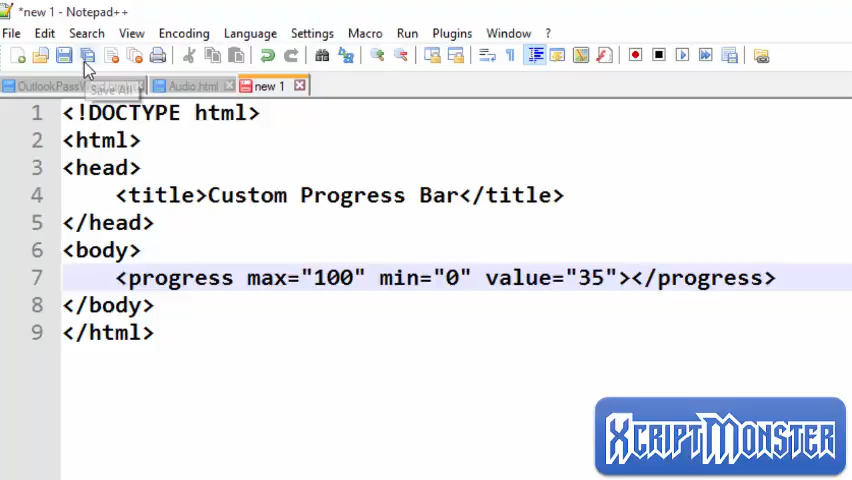 *new 1 - Notepad++
File Edit Search View Encoding Language Settings Macro Run Plugins Window ?
Audio.html new 1
Save All
1 <!DOCTYPE html>
2 <html>
3 <head>
4 <title>Custom Progress Bar</title>
5 </head>
6 <body>
7 <progress max="100" min="0" value="35"></progress>
8 </body>
9 </html>
XCRIPTMONSTER